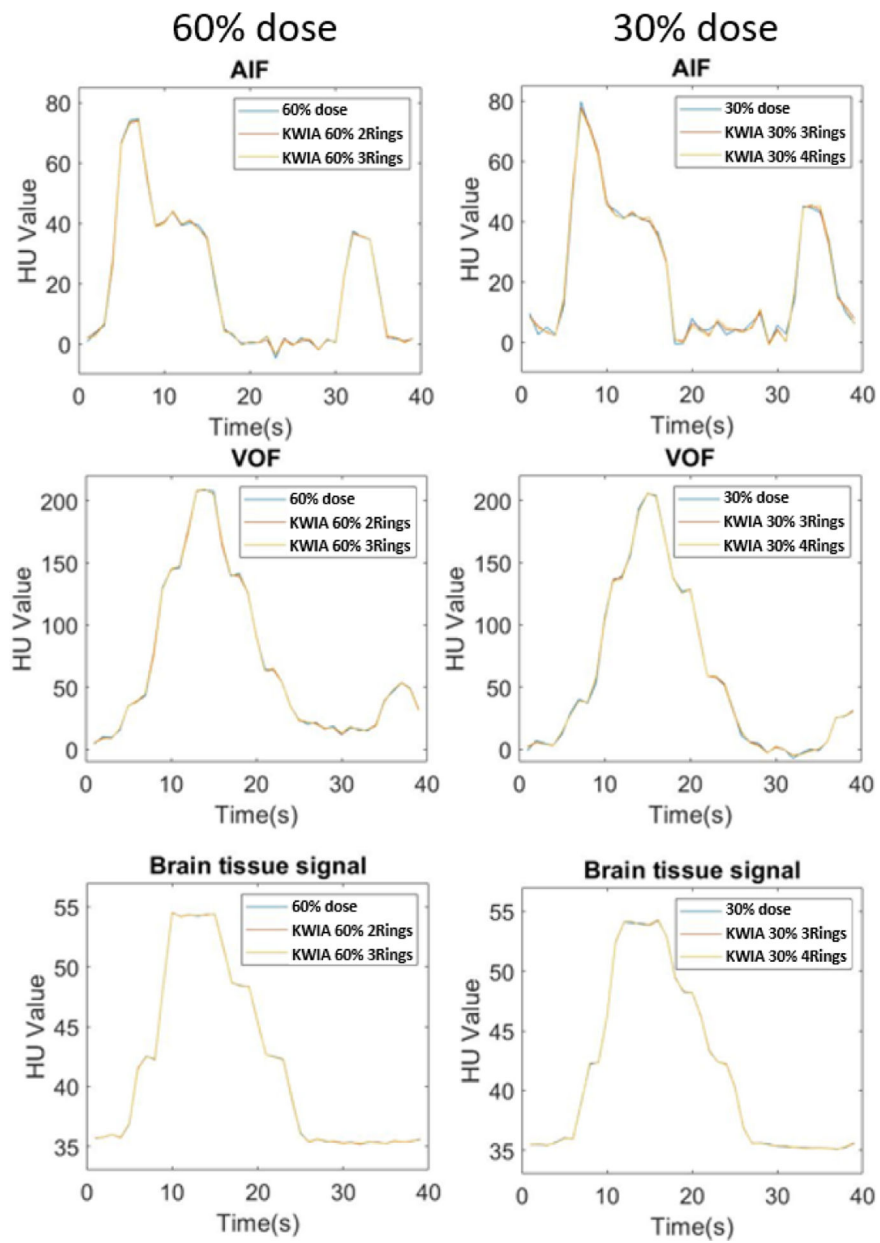 60% dose
30% dose
AIF
60% dose
KWIA 60% 2Rings
KWIA 60% 3Rings
HU Value
80
60
40
20
0
0 10 20 30 40
Time(s)
AIF
30% dose
KWIA 30% 3Rings
KWIA 30% 4Rings
HU Value
80
60
40
20
0
0 10 20 30 40
Time(s)
VOF
60% dose
KWIA 60% 2Rings
KWIA 60% 3Rings
HU Value
200
150
100
50
0
0 10 20 30 40
Time(s)
VOF
30% dose
KWIA 30% 3Rings
KWIA 30% 4Rings
HU Value
200
150
100
50
0
0 10 20 30 40
Time(s)
Brain tissue signal
60% dose
KWIA 60% 2Rings
KWIA 60% 3Rings
HU Value
55
50
45
40
35
0 10 20 30 40
Time(s)
Brain tissue signal
30% dose
KWIA 30% 3Rings
KWIA 30% 4Rings
HU Value
55
50
45
40
35
0 10 20 30 40
Time(s)